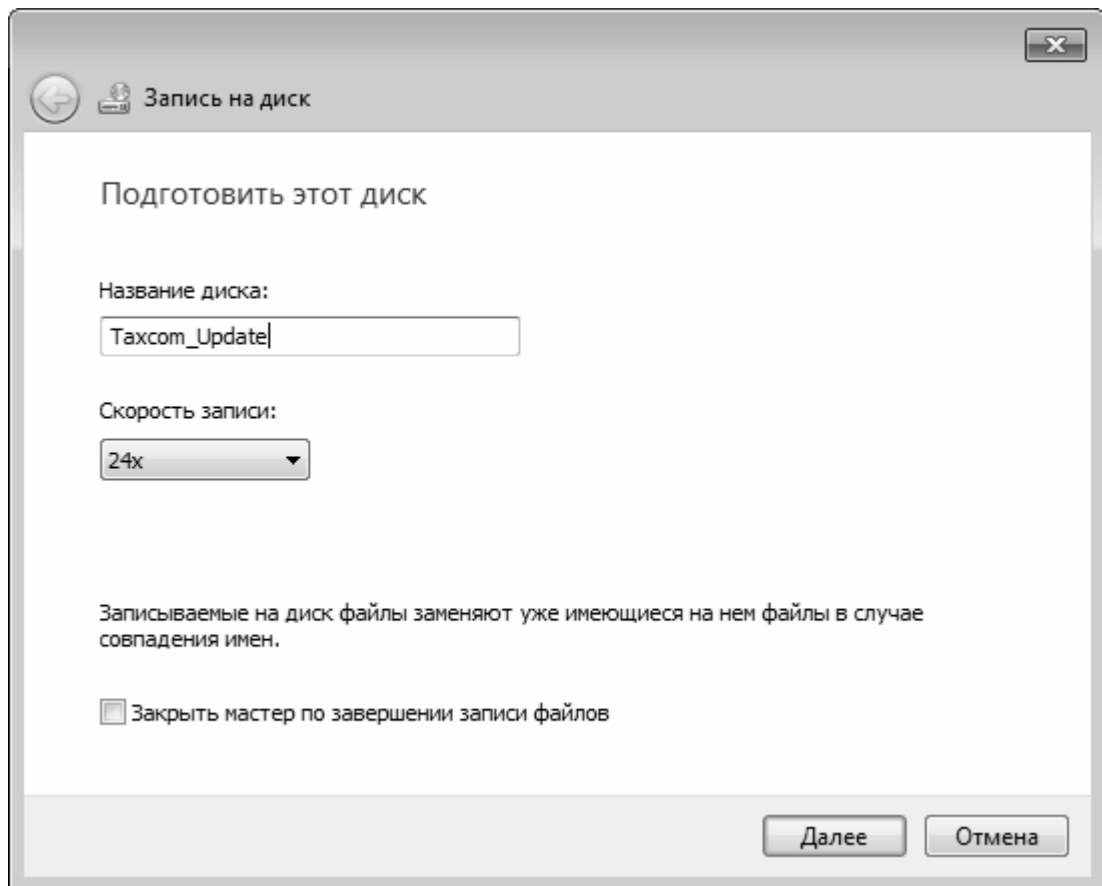 Запись на диск
Подготовить этот диск
Название диска:
Taxcom_Update
Скорость записи:
24x
Записываемые на диск файлы заменяют уже имеющиеся на нем файлы в случае
совпадения имен.
Закрыть мастер по завершении записи файлов
Далее
Отмена